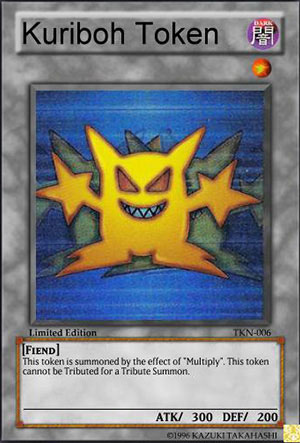 Kuriboh Token
DARK
闇
Limited Edition
TKN-006
[FIEND]
This token is summoned by the effect of "Multiply". This token
cannot be Tributed for a Tribute Summon.
ATK/ 300 DEF/ 200
©1996 KAZUKI TAKAHASHI